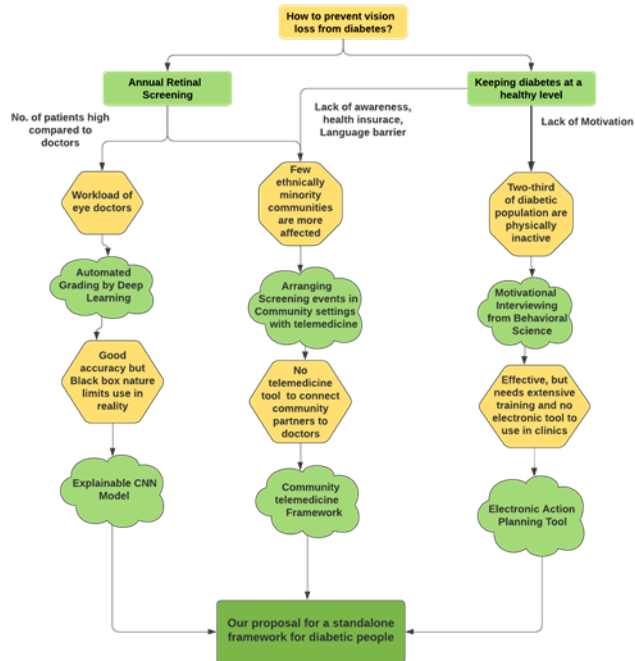 How to prevent vision
loss from diabetes?
Annual Retinal
Screening
Keeping diabetes at a
healthy level
No. of patients high
compared to
doctors
Lack of awareness,
health insurace,
Language barrier
Lack of Motivation
Workload of
eye doctors
Few
ethnically
minority
communities
are more
affected
Two-third
of diabetic
population are
physically
inactive
Automated
Grading by Deep
Learning
Arranging
Screening events in
Community settings
with telemedicine
Motivational
Interviewing
from Behavioral
Science
Good
accuracy but
Black box nature
limits use in
reality
No
telemedicine
tool to connect
community
partners to
doctors
Effective, but
needs extensive
training and no
electronic tool to
use in clinics
Explainable CNN
Model
Community
telemedicine
Framework
Electronic Action
Planning Tool
Our proposal for a standalone
framework for diabetic people